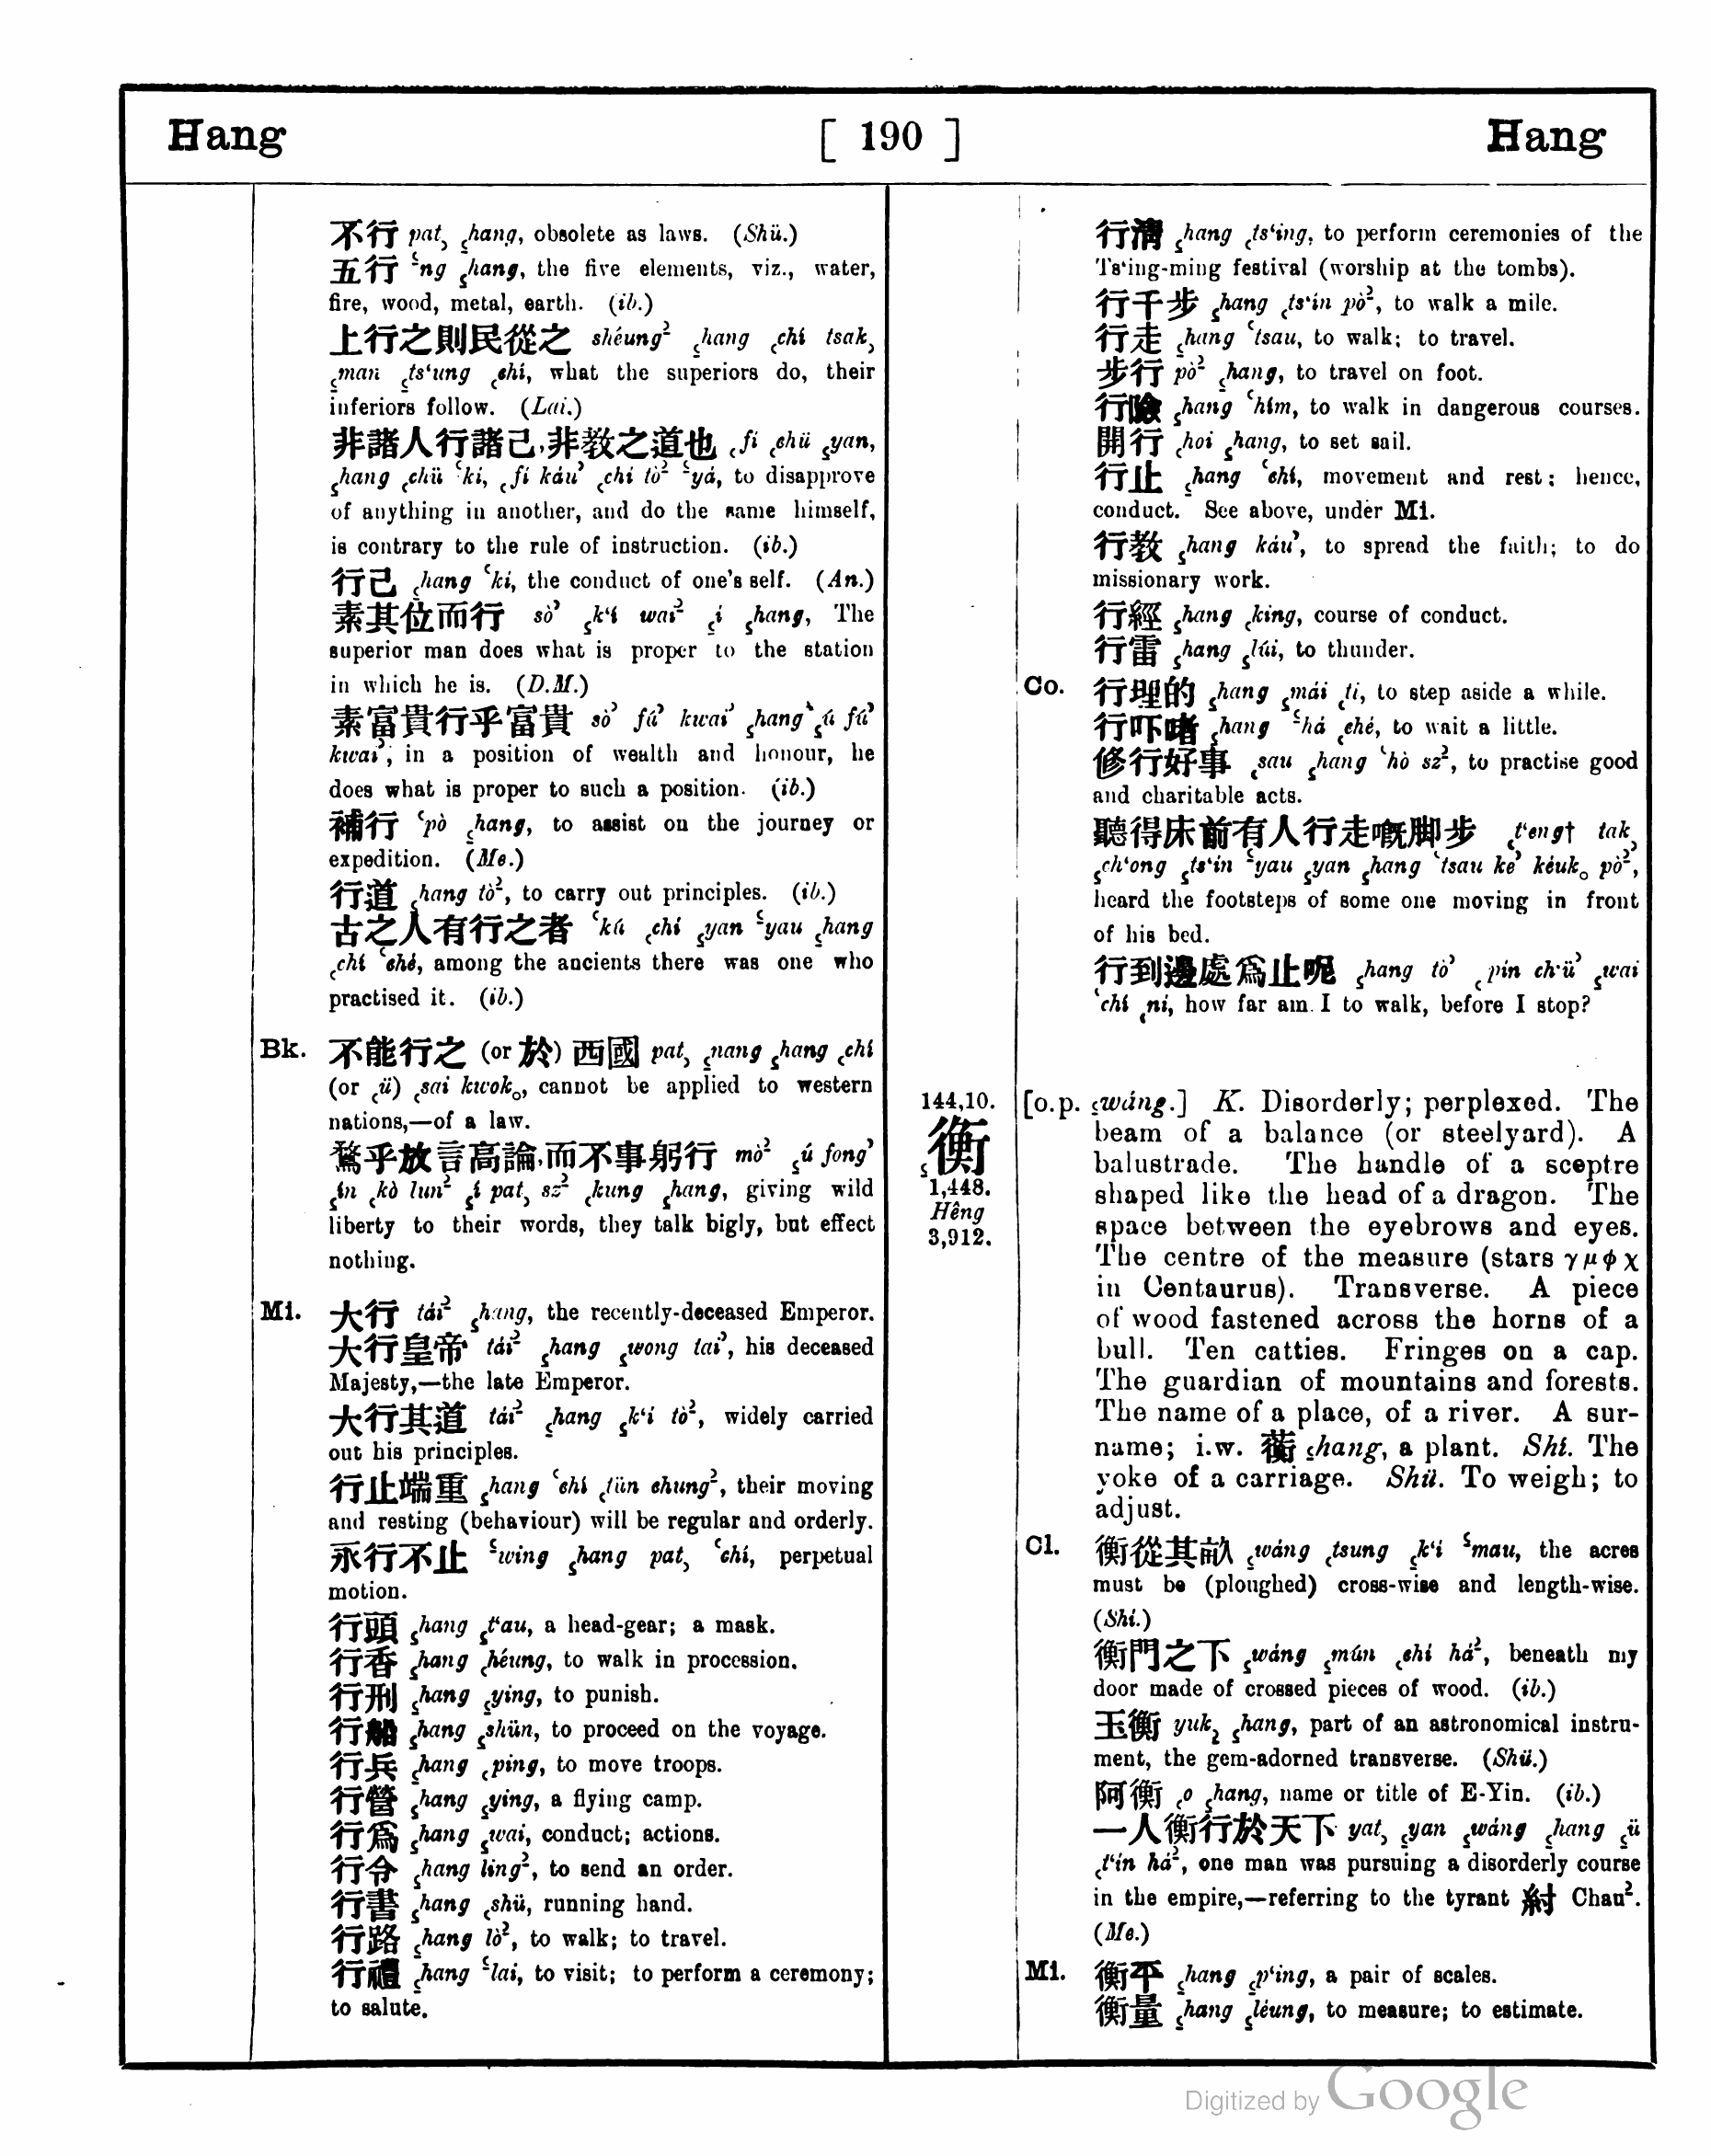 Hang [ 190 ] Hang
不行 pat꜆ ꜁hang, obsolete as laws. (Shü.)
五行 ꜃ng ꜁hang, the five elements, viz., water,
fire, wood, metal, earth. (ib.)
上行之則民從之 shéung² ꜁hang ꜀chí tsak꜆
꜁man ꜁ts‘ung ꜀chí, what the superiors do, their
inferiors follow. (Lai.)
非諸人行諸己,非教之道也 ꜀fí ꜀chü ꜁yan,
꜁hang ꜀chü ꜂ki, ꜀fí káu꜄ ꜀chi tò² ꜃yá, to disapprove
of anything in another, and do the same himself,
is contrary to the rule of instruction. (ib.)
行己 ꜁hang ꜂ki, the conduct of one's self. (An.)
素其位而行 sò꜄ ꜁k‘í wai² ꜁í ꜁hang, The
superior man does what is proper to the station
in which he is. (D.M.)
素富貴行乎富貴 sò꜄ fú꜄ kwai꜄ ꜁hang ꜁ú fú꜄
kwai꜄, in a position of wealth and honour, he
does what is proper to such a position. (ib.)
補行 ꜂pò ꜁hang, to assist on the journey or
expedition. (Me.)
行道 ꜁hang tò², to carry out principles. (ib.)
古之人有行之者 ꜂kú ꜀chí ꜁yan ꜃yau ꜁hang
꜀chí ꜂ché, among the ancients there was one who
practised it. (ib.)
Bk. 不能行之 (or 於) 西國 pat꜆ ꜁nang ꜁hang ꜀chí
(or ꜀ü) ꜀sai kwok꜀, cannot be applied to western
nations,—of a law.
騖乎放言高論,而不事躬行 mò² ꜁ú fong꜄
꜁ín ꜀kò lun² ꜁í pat꜆ sz² ꜀kung ꜁hang, giving wild
liberty to their words, they talk bigly, but effect
nothing.
Mi. 大行 tái² ꜁hang, the recently-deceased Emperor.
大行皇帝 tái² ꜁hang ꜁wong tai꜄, his deceased
Majesty,—the late Emperor.
大行其道 tái² ꜁hang ꜁k‘i tò², widely carried
out his principles.
行止端重 ꜁hang ꜂chí ꜀tün chung², their moving
and resting (behaviour) will be regular and orderly.
永行不止 ꜃wing ꜁hang pat꜆ ꜂chí, perpetual
motion.
行頭 ꜁hang ꜁t‘au, a head-gear; a mask.
行香 ꜁hang ꜀héung, to walk in procession.
行刑 ꜁hang ꜁ying, to punish.
行船 ꜁hang ꜁shün, to proceed on the voyage.
行兵 ꜁hang ꜀ping, to move troops.
行營 ꜁hang ꜁ying, a flying camp.
行爲 ꜁hang ꜁wai, conduct; actions.
行令 ꜁hang ling², to send an order.
行書 ꜁hang ꜀shü, running hand.
行路 ꜁hang lò², to walk; to travel.
行禮 ꜁hang ꜃lai, to visit; to perform a ceremony;
to salute.
行清 ꜁hang ꜀ts‘ing, to perform ceremonies of the
Ts‘ing-ming festival (worship at the tombs).
行千步 ꜁hang ꜀ts‘in pò², to walk a mile.
行走 ꜁hang ꜂tsau, to walk; to travel.
步行 pò² ꜁hang, to travel on foot.
行險 ꜁hang ꜂hím, to walk in dangerous courses.
開行 ꜀hoi ꜁hang, to set sail.
行止 ꜁hang ꜂chí, movement and rest; hence,
conduct. See above, under Mi.
行教 ꜁hang káu꜄, to spread the faith; to do
missionary work.
行經 ꜁hang ꜀king, course of conduct.
行雷 ꜁hang ꜁lúi, to thunder.
Co. 行埋的 ꜁hang ꜁mái ꜀ti, to step aside a while.
行吓啫 ꜁hang ꜃há ꜀ché, to wait a little.
修行好事 ꜀sau ꜁hang ꜂hò sz², to practise good
and charitable acts.
聽得床前有人行走嘅脚步 ꜀t‘eng† tak꜆
꜁ch‘ong ꜁ts‘in ꜃yau ꜁yan ꜁hang ꜂tsau ke꜄ kéuk꜀ pò²,
heard the footsteps of some one moving in front
of his bed.
行到邊處爲止呢 ꜁hang tò꜄ ꜀pín ch‘ü꜄ ꜁wai
꜂chí ꜀ni, how far am I to walk, before I stop?
144,10.
衡
1,448.
Hêng
3,912.
[o.p. ꜁wáng.] K. Disorderly; perplexed. The
beam of a balance (or steelyard). A
balustrade. The handle of a sceptre
shaped like the head of a dragon. The
space between the eyebrows and eyes.
The centre of the measure (stars γ μ φ χ
in Centaurus). Transverse. A piece
of wood fastened across the horns of a
bull. Ten catties. Fringes on a cap.
The guardian of mountains and forests.
The name of a place, of a river. A sur-
name; i.w. 蘅 ꜁hang, a plant. Shí. The
yoke of a carriage. Shü. To weigh; to
adjust.
Cl. 衡從其畝 ꜁wáng ꜀tsung ꜁k‘i ꜃mau, the acres
must be (ploughed) cross-wise and length-wise.
(Shi.)
衡門之下 ꜁wáng ꜁mún ꜀chí há², beneath my
door made of crossed pieces of wood. (ib.)
玉衡 yuk꜇ ꜁hang, part of an astronomical instru-
ment, the gem-adorned transverse. (Shü.)
阿衡 ꜀o ꜁hang, name or title of E-Yin. (ib.)
一人衡行於天下 yat꜆ ꜁yan ꜁wáng ꜁hang ꜁ü
꜀t‘in há², one man was pursuing a disorderly course
in the empire,—referring to the tyrant 紂 Chau².
(Me.)
Mi. 衡平 ꜁hang ꜁p‘ing, a pair of scales.
衡量 ꜁hang ꜁léung, to measure; to estimate.
Digitized by Google